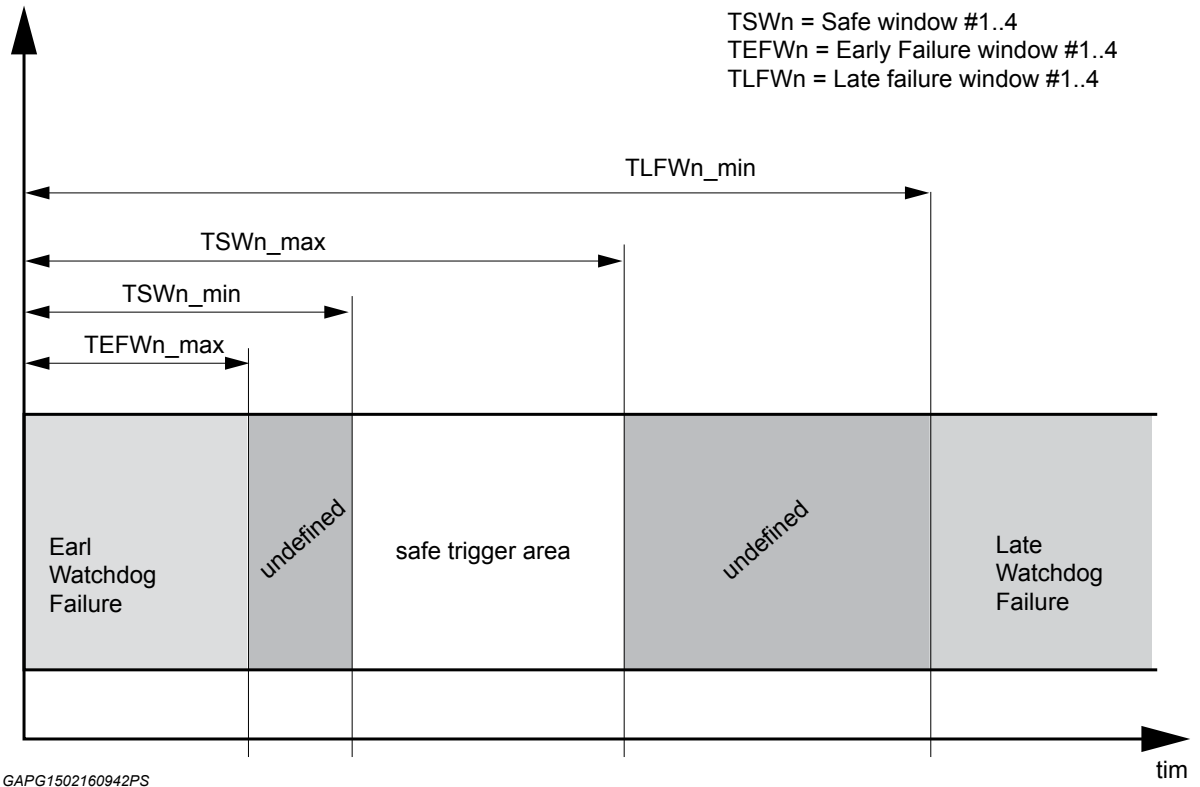 TSWn = Safe window #1..4
TEFWn = Early Failure window #1..4
TLFWn = Late failure window #1..4
TLFWn_min
TSWn_max
TSWn_min
TEFWn_max
Earl
Watchdog
Failure
undefined
safe trigger area
undefined
Late
Watchdog
Failure
tim
GAPG1502160942PS